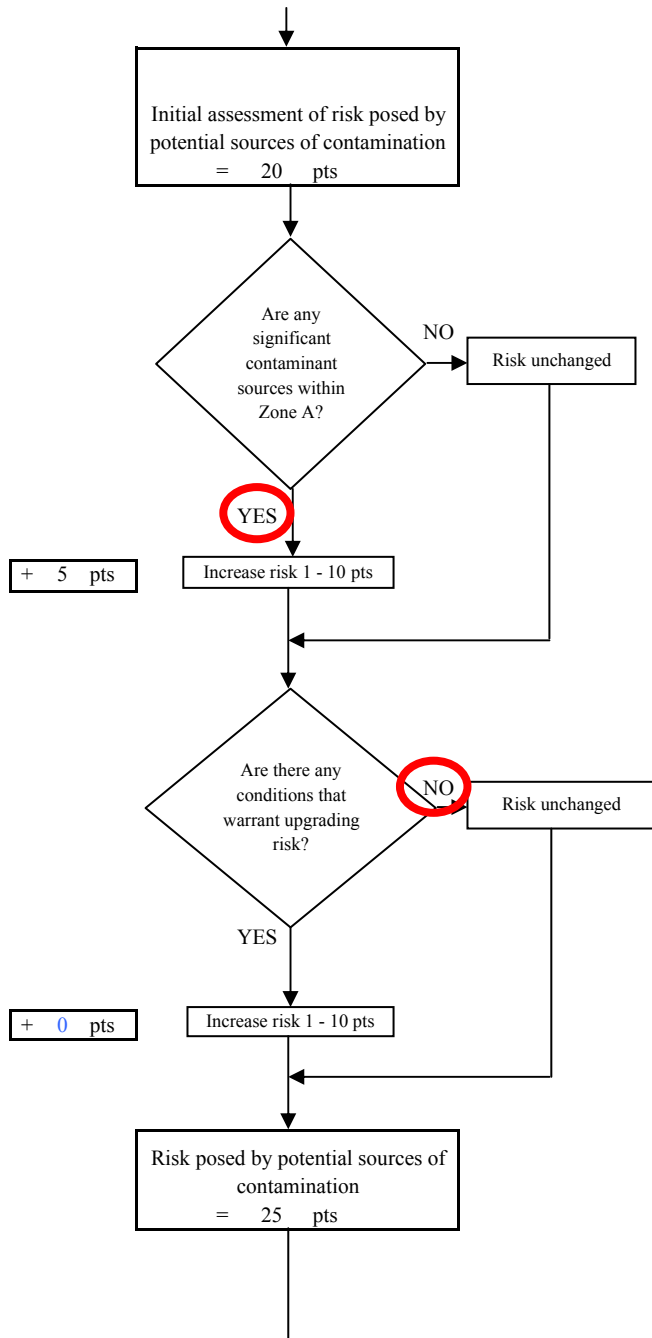 Initial assessment of risk posed by
potential sources of contamination
= 20 pts
Are any
significant
contaminant
sources within
Zone A?
NO
Risk unchanged
YES
+ 5 pts
Increase risk 1 - 10 pts
Are there any
conditions that
warrant upgrading
risk?
NO
Risk unchanged
YES
+ 0 pts
Increase risk 1 - 10 pts
Risk posed by potential sources of
contamination
= 25 pts